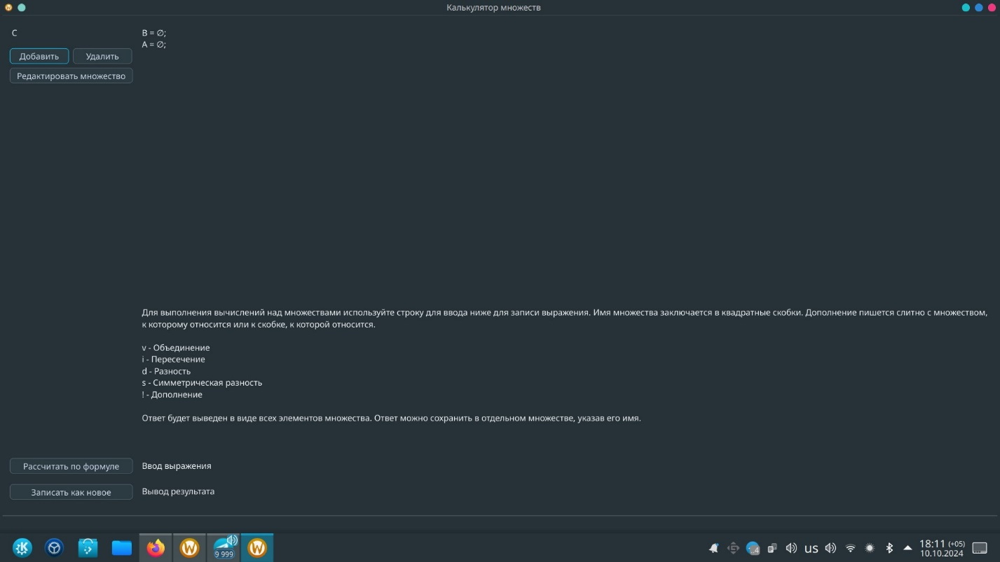 Калькулятор множеств
C
B = ∅;
A = ∅;
Добавить
Удалить
Редактировать множество
Для выполнения вычислений над множествами используйте строку для ввода ниже для записи выражения. Имя множества заключается в квадратные скобки. Дополнение пишется слитно с множеством,
к которому относится или к скобке, к которой относится.
v - Объединение
i - Пересечение
d - Разность
s - Симметрическая разность
! - Дополнение
Ответ будет выведен в виде всех элементов множества. Ответ можно сохранить в отдельном множестве, указав его имя.
Рассчитать по формуле
Ввод выражения
Записать как новое
Вывод результата
9 999
us
18:11 (+05)
10.10.2024